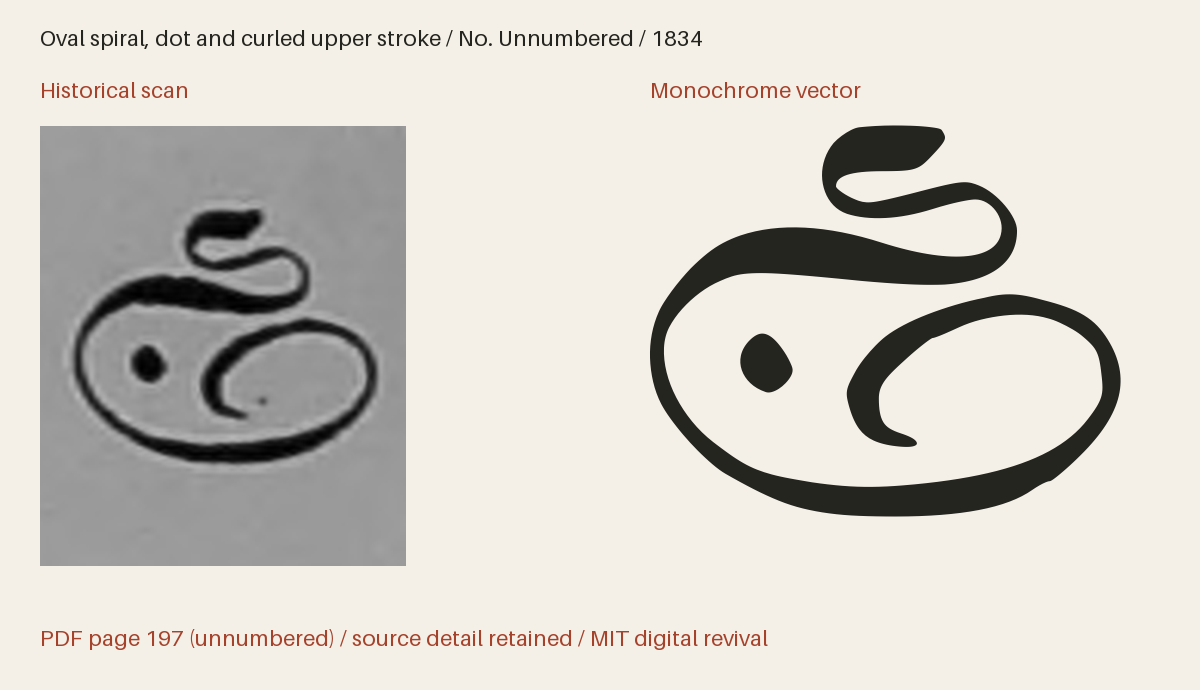 Oval spiral, dot and curled upper stroke / No. Unnumbered / 1834
Historical scan
Monochrome vector
PDF page 197 (unnumbered) / source detail retained / MIT digital revival